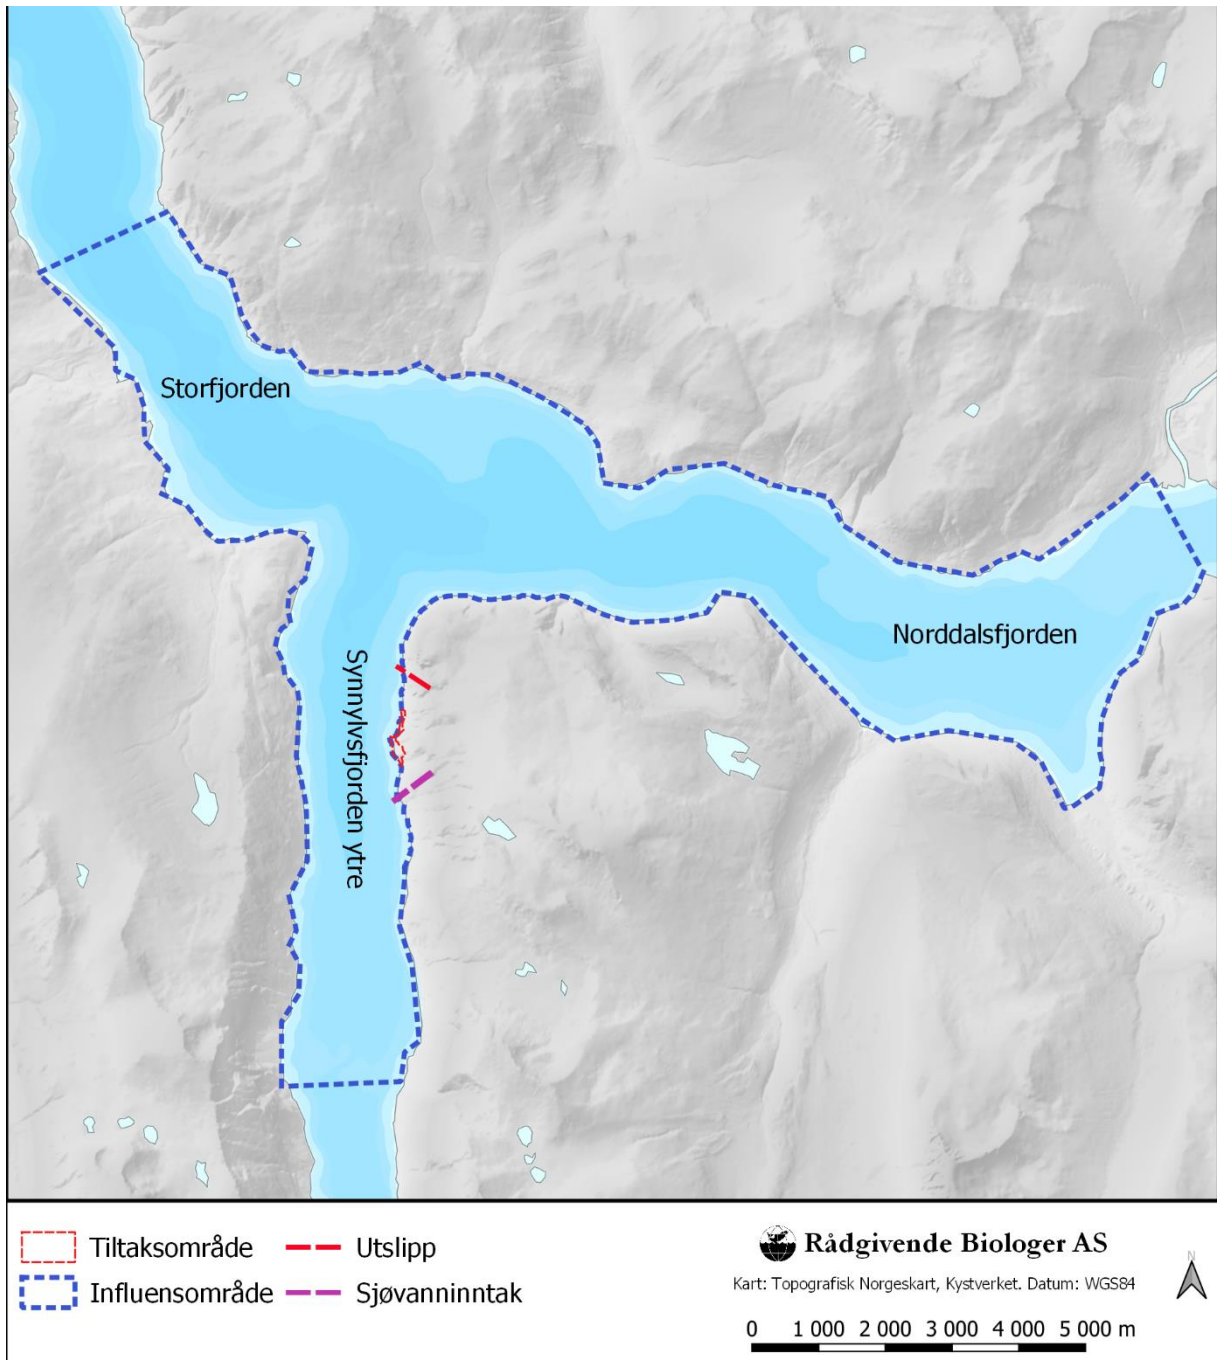 Storfjorden
Norddalsfjorden
Synnylvsfjorden ytre
Tiltaksområde
Utslipp
Influensområde
Sjøvanninntak
Rådgivende Biologer AS
Kart: Topografisk Norgeskart, Kystverket. Datum: WGS84
N
0 1 000 2 000 3 000 4 000 5 000 m